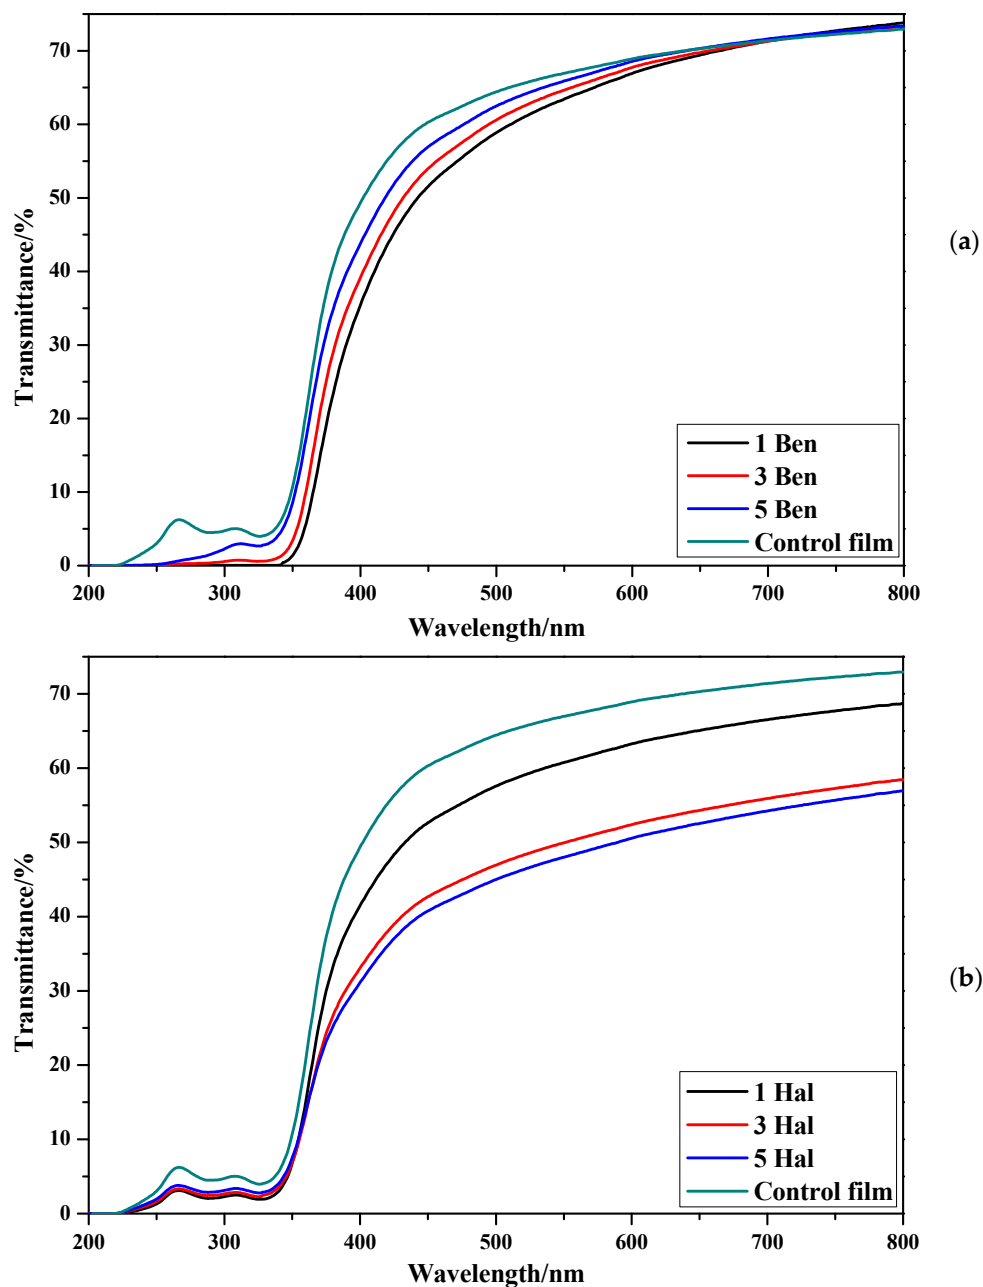 70
60
50
40
30
20
10
0
Transmittance/%
(a)
1 Ben
3 Ben
5 Ben
Control film
200 300 400 500 600 700 800
Wavelength/nm
70
60
50
40
30
20
10
0
Transmittance/%
(b)
1 Hal
3 Hal
5 Hal
Control film
200 300 400 500 600 700 800
Wavelength/nm